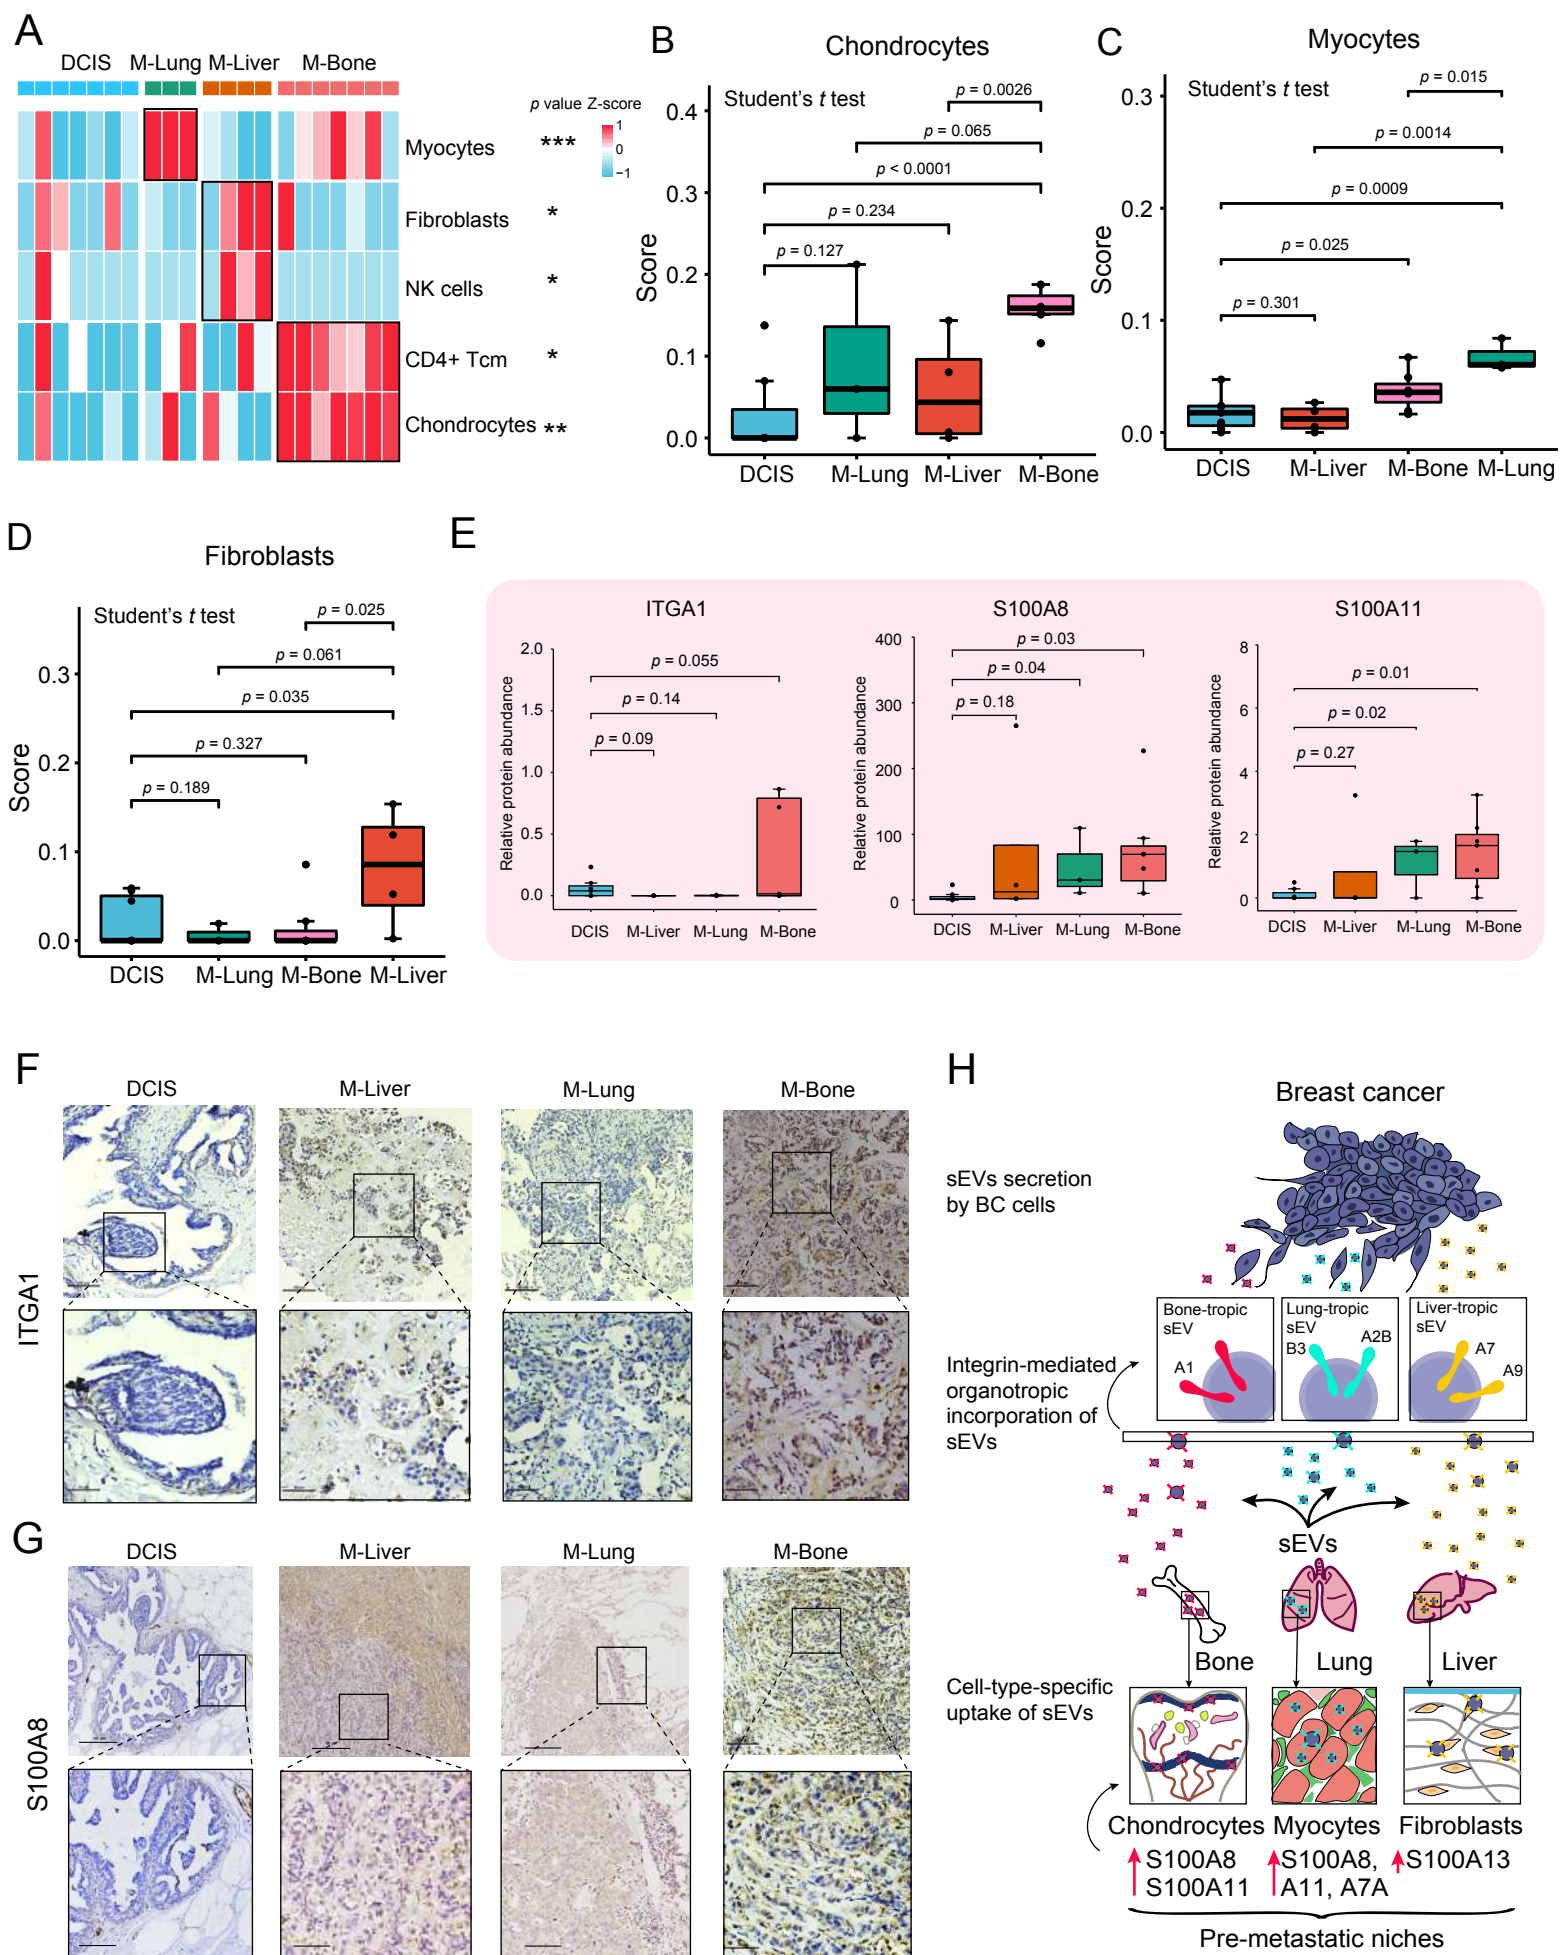 A
DCIS M-Lung M-Liver M-Bone
p value Z-score
1
0
−1
Myocytes ***
Fibroblasts *
NK cells *
CD4+ Tcm *
Chondrocytes **
B
Chondrocytes
Student's t test
p = 0.0026
p = 0.065
p < 0.0001
p = 0.234
p = 0.127
Score
0.4
0.3
0.2
0.1
0.0
DCIS M-Lung M-Liver M-Bone
C
Myocytes
Student's t test
p = 0.015
p = 0.0014
p = 0.0009
p = 0.025
p = 0.301
Score
0.3
0.2
0.1
0.0
DCIS M-Liver M-Bone M-Lung
D
Fibroblasts
Student's t test
p = 0.025
p = 0.061
p = 0.035
p = 0.327
p = 0.189
Score
0.3
0.2
0.1
0.0
DCIS M-Lung M-Bone M-Liver
E
ITGA1
Relative protein abundance
2.0
1.5
1.0
0.5
0.0
p = 0.055
p = 0.14
p = 0.09
DCIS M-Liver M-Lung M-Bone
S100A8
Relative protein abundance
400
300
200
100
0
p = 0.03
p = 0.04
p = 0.18
DCIS M-Liver M-Lung M-Bone
S100A11
Relative protein abundance
8
6
4
2
0
p = 0.01
p = 0.02
p = 0.27
DCIS M-Liver M-Lung M-Bone
F
DCIS M-Liver M-Lung M-Bone
ITGA1
G
DCIS M-Liver M-Lung M-Bone
S100A8
H
Breast cancer
sEVs secretion
by BC cells
Bone-tropic
sEV
A1
Lung-tropic
sEV
B3
A2B
Liver-tropic
sEV
A7
A9
Integrin-mediated
organotropic
incorporation of
sEVs
sEVs
Bone Lung Liver
Cell-type-specific
uptake of sEVs
Chondrocytes Myocytes Fibroblasts
S100A8
S100A11
S100A8,
A11, A7A
S100A13
Pre-metastatic niches